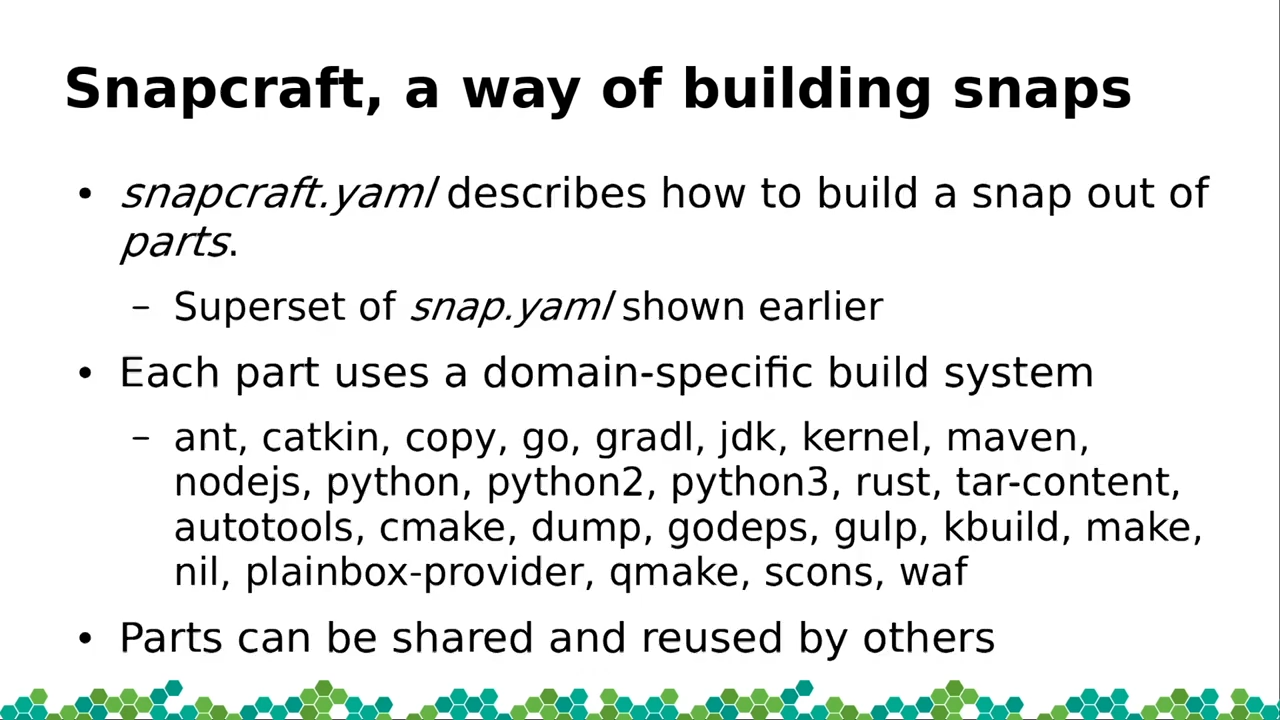 Snapcraft, a way of building snaps
• snapcraft.yaml describes how to build a snap out of
parts.
– Superset of snap.yaml shown earlier
• Each part uses a domain-specific build system
– ant, catkin, copy, go, gradl, jdk, kernel, maven,
nodejs, python, python2, python3, rust, tar-content,
autotools, cmake, dump, godeps, gulp, kbuild, make,
nil, plainbox-provider, qmake, scons, waf
• Parts can be shared and reused by others